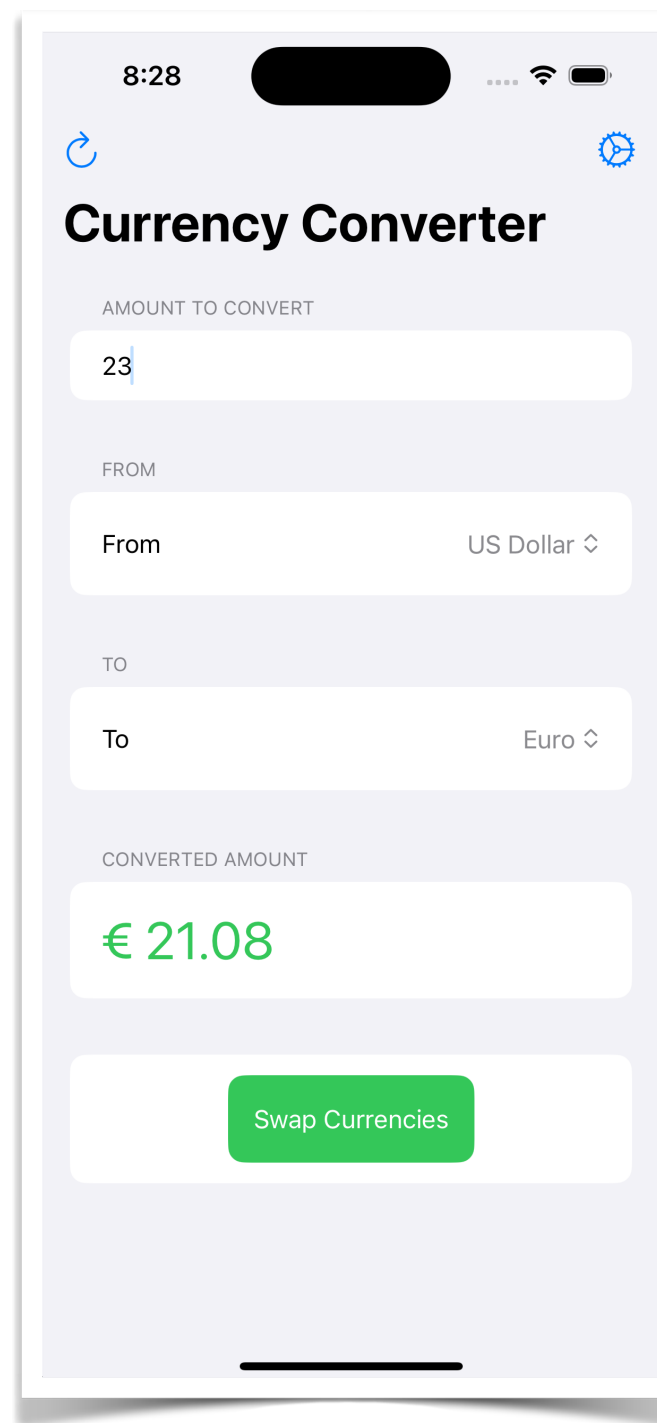 8:28
Currency Converter
AMOUNT TO CONVERT
23
FROM
From US Dollar
TO
To Euro
CONVERTED AMOUNT
€ 21.08
Swap Currencies